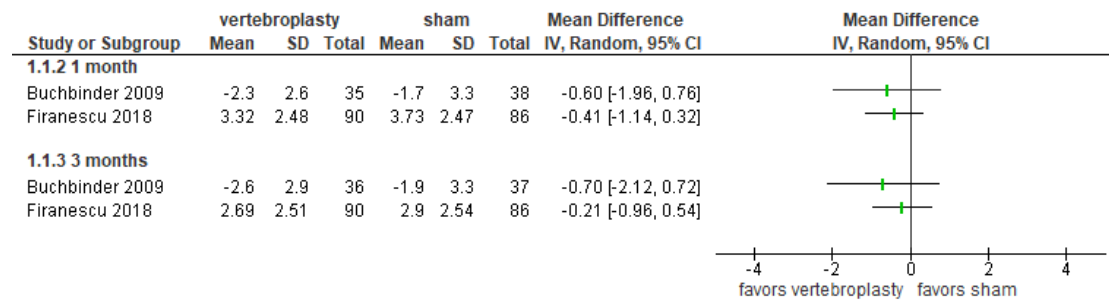 vertebroplasty sham Mean Difference Mean Difference
Study or Subgroup Mean SD Total Mean SD Total IV, Random, 95% CI IV, Random, 95% CI
1.1.2 1 month
Buchbinder 2009 -2.3 2.6 35 -1.7 3.3 38 -0.60 [-1.96, 0.76]
Firanescu 2018 3.32 2.48 90 3.73 2.47 86 -0.41 [-1.14, 0.32]
1.1.3 3 months
Buchbinder 2009 -2.6 2.9 36 -1.9 3.3 37 -0.70 [-2.12, 0.72]
Firanescu 2018 2.69 2.51 90 2.9 2.54 86 -0.21 [-0.96, 0.54]
-4 -2 0 2 4
favors vertebroplasty favors sham